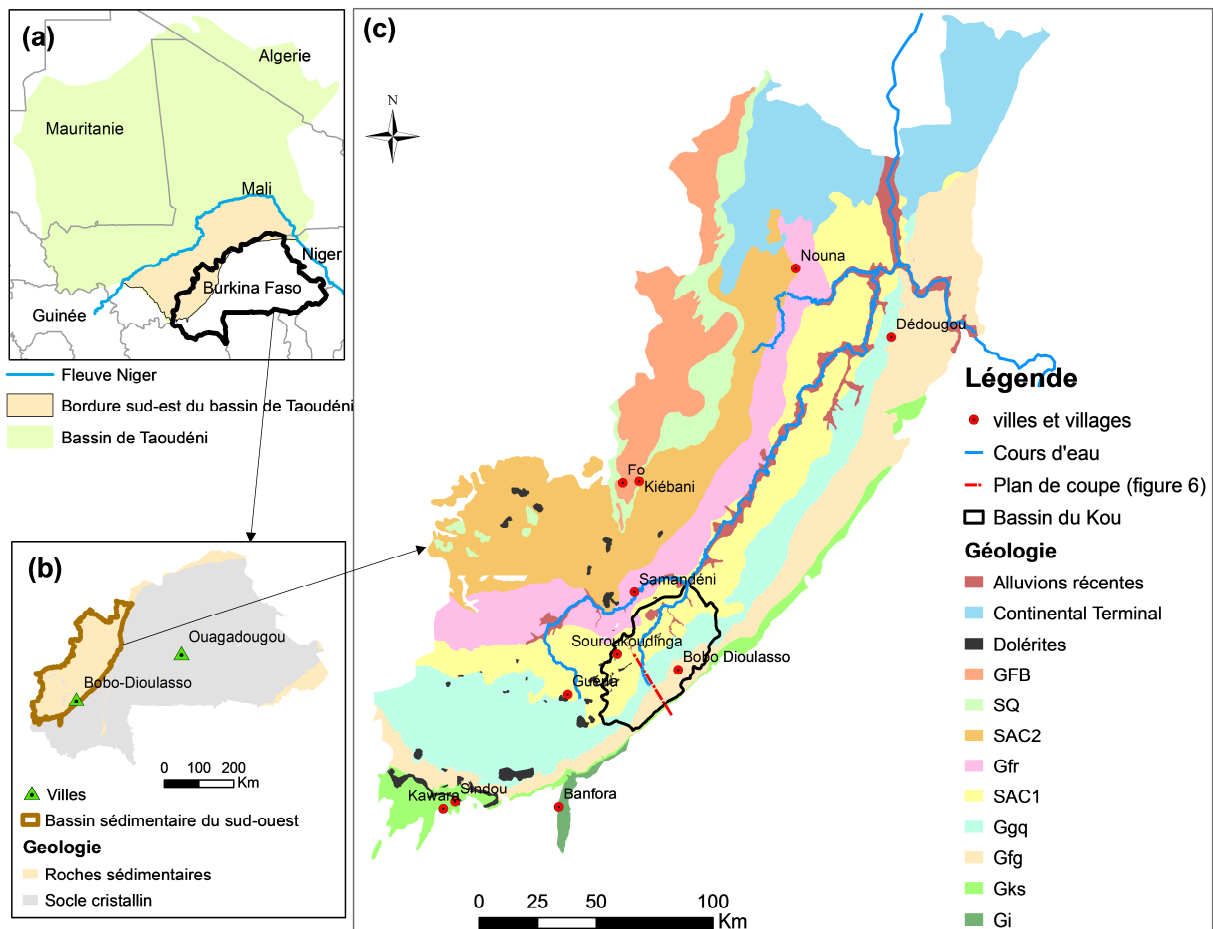 (a)
Algerie
Mauritanie
Mali
Niger
Burkina Faso
Guinée
Fleuve Niger
Bordure sud-est du bassin de Taoudéni
Bassin de Taoudéni
(b)
Ouagadougou
Bobo-Dioulasso
0 100 200
Km
Villes
Bassin sédimentaire du sud-ouest
Geologie
Roches sédimentaires
Socle cristallin
(c)
N
Nouna
Dédougou
Fo
Kiébani
Samandéni
Souroukoudinga
Bobo Dioulasso
Guéna
Sindou
Kawara
Banfora
0 25 50 100
Km
Légende
villes et villages
Cours d'eau
Plan de coupe (figure 6)
Bassin du Kou
Géologie
Alluvions récentes
Continental Terminal
Dolérites
GFB
SQ
SAC2
Gfr
SAC1
Ggq
Gfg
Gks
Gi